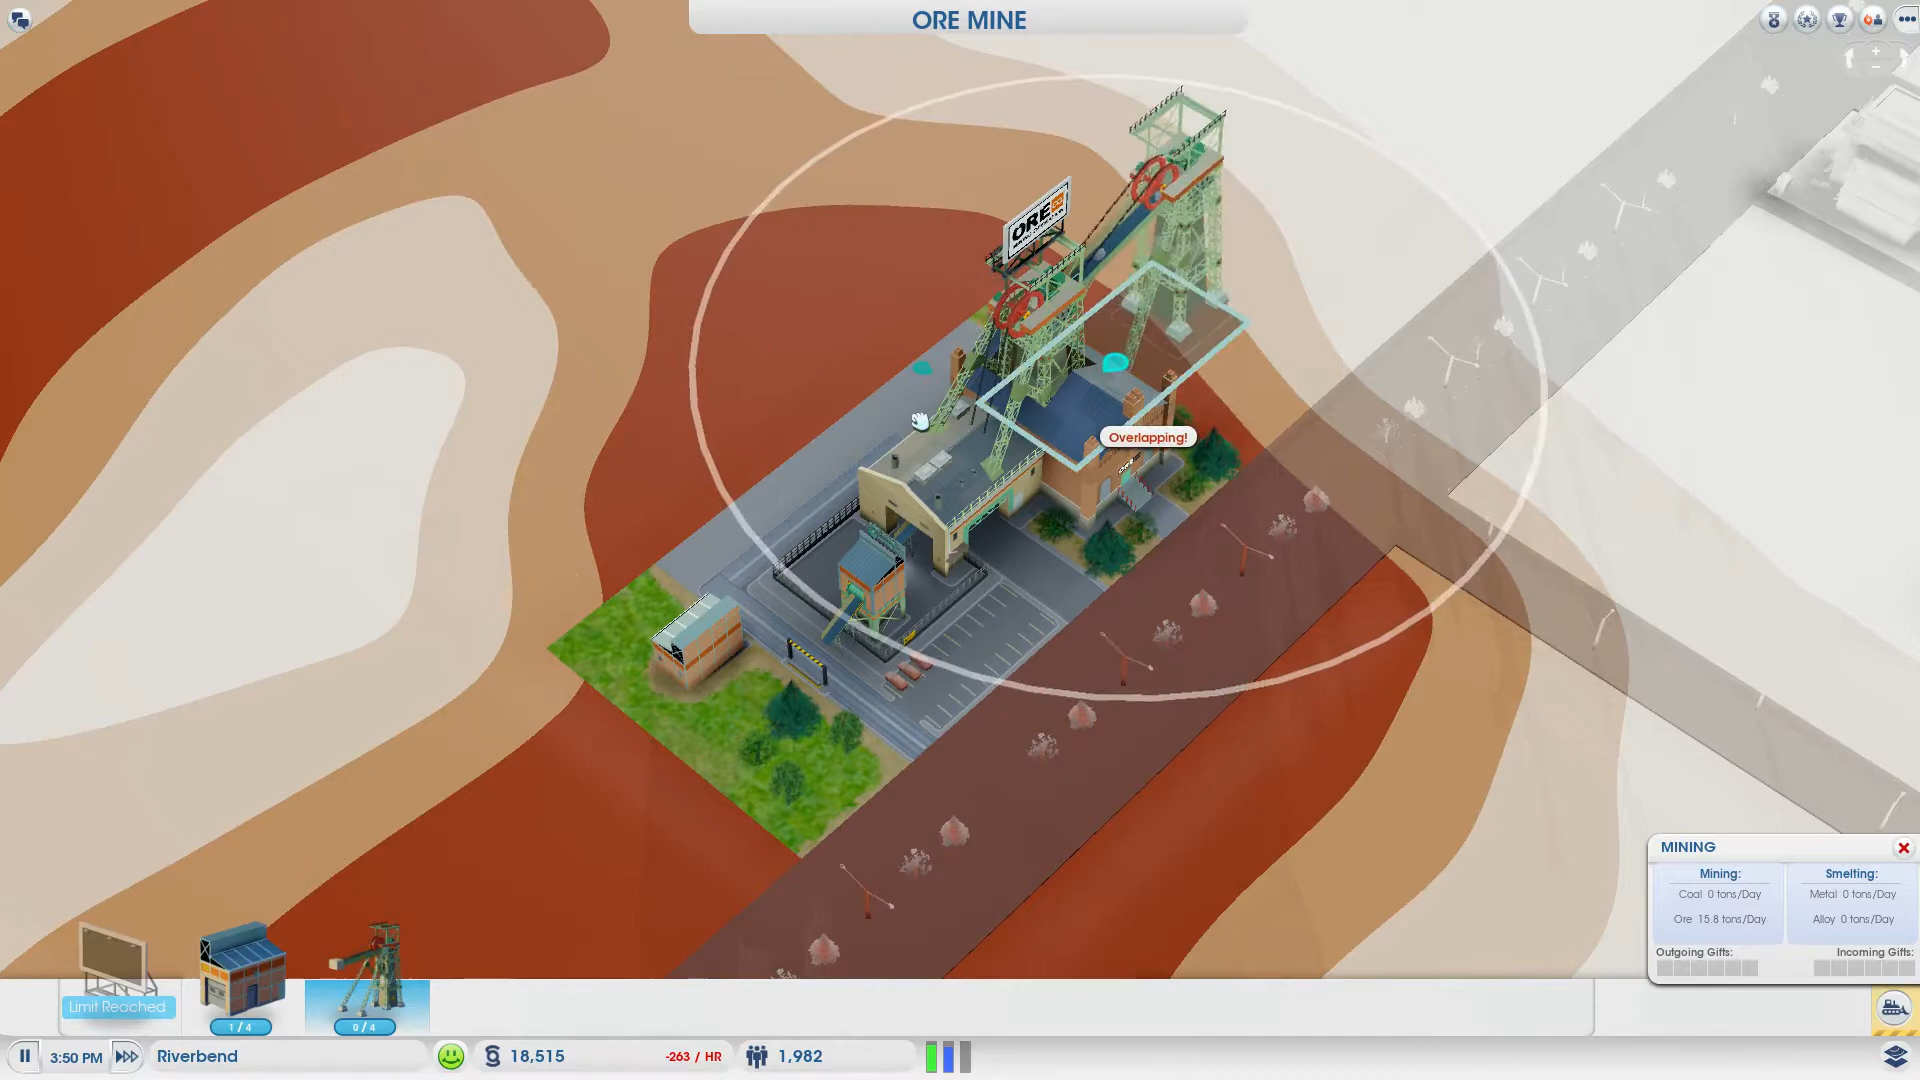 ORE MINE
ORE CO
Overlapping!
MINING
Mining:
Smelting:
Coal 0 tons/Day
Metal 0 tons/Day
Ore 15.8 tons/Day
Alloy 0 tons/Day
Outgoing Gifts:
Incoming Gifts:
Limit Reached
1 / 4
0 / 4
3:50 PM
Riverbend
18,515
-263 / HR
1,982